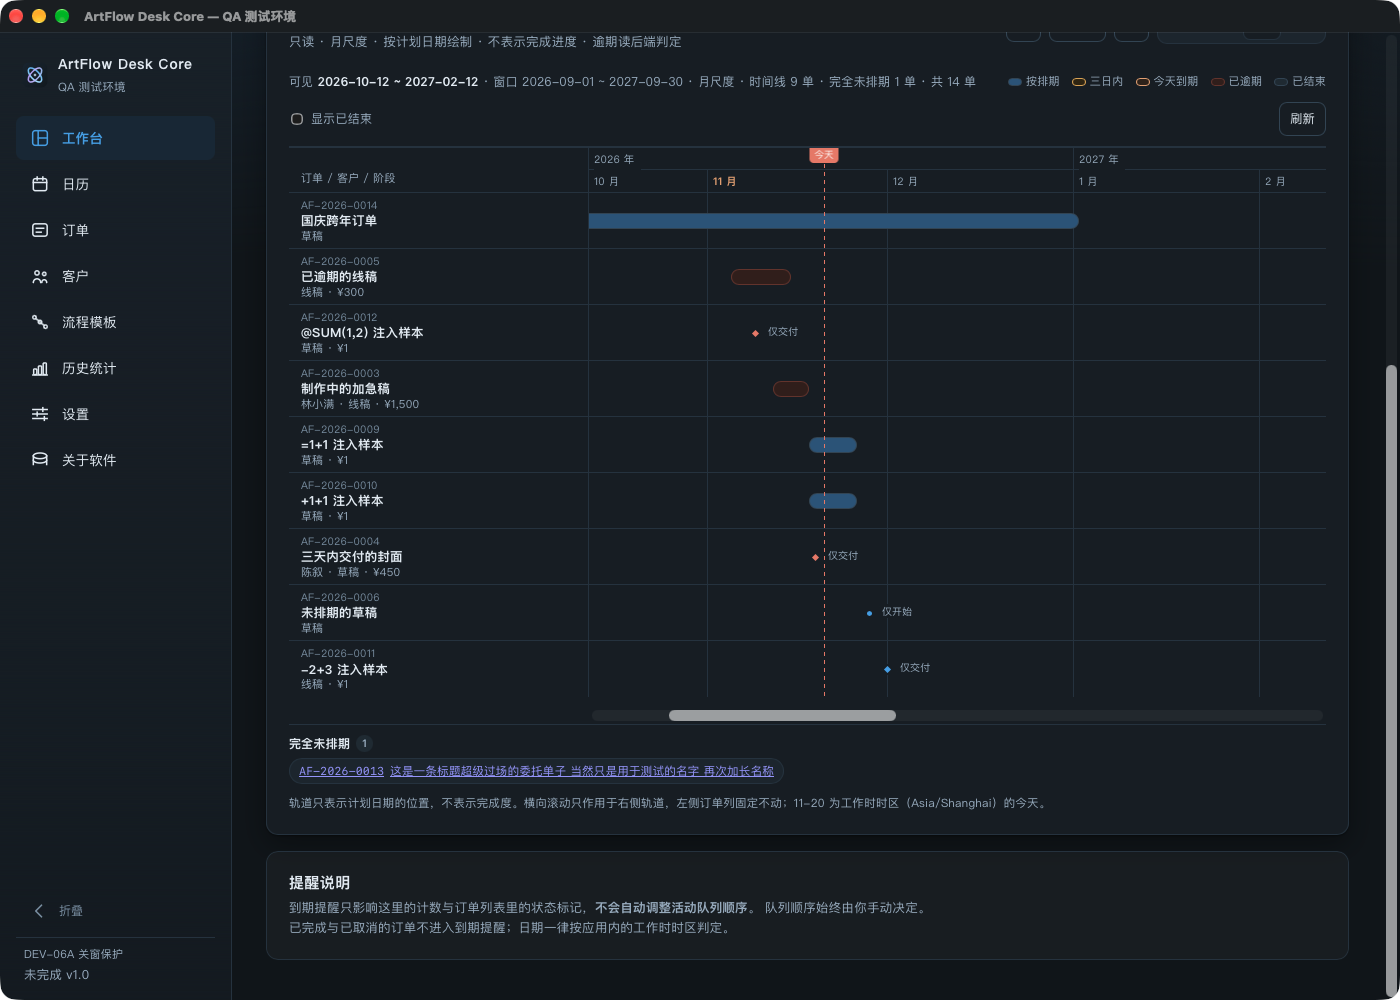 ArtFlow Desk Core — QA 测试环境
ArtFlow Desk Core
QA 测试环境
工作台
日历
订单
客户
流程模板
历史统计
设置
关于软件
折叠
DEV-06A 关窗保护
未完成 v1.0
只读 · 月尺度 · 按计划日期绘制 · 不表示完成进度 · 逾期读后端判定
可见 2026-10-12 ~ 2027-02-12 · 窗口 2026-09-01 ~ 2027-09-30 · 月尺度 · 时间线 9 单 · 完全未排期 1 单 · 共 14 单
按排期 三日内 今天到期 已逾期 已结束
显示已结束
刷新
订单 / 客户 / 阶段
2026 年 今天 2027 年
10 月 11 月 12 月 1 月 2 月
AF-2026-0014
国庆跨年订单
草稿
AF-2026-0005
已逾期的线稿
线稿 · ¥300
AF-2026-0012
@SUM(1,2) 注入样本
草稿 · ¥1
仅交付
AF-2026-0003
制作中的加急稿
林小满 · 线稿 · ¥1,500
AF-2026-0009
=1+1 注入样本
草稿 · ¥1
AF-2026-0010
+1+1 注入样本
草稿 · ¥1
AF-2026-0004
三天内交付的封面
陈叙 · 草稿 · ¥450
仅交付
AF-2026-0006
未排期的草稿
草稿
仅开始
AF-2026-0011
-2+3 注入样本
线稿 · ¥1
仅交付
完全未排期 1
AF-2026-0013 这是一条标题超级过场的委托单子 当然只是用于测试的名字 再次加长名称
轨道只表示计划日期的位置，不表示完成度。横向滚动只作用于右侧轨道，左侧订单列固定不动；11-20 为工作时时区（Asia/Shanghai）的今天。
提醒说明
到期提醒只影响这里的计数与订单列表里的状态标记，不会自动调整活动队列顺序。 队列顺序始终由你手动决定。
已完成与已取消的订单不进入到期提醒；日期一律按应用内的工作时时区判定。